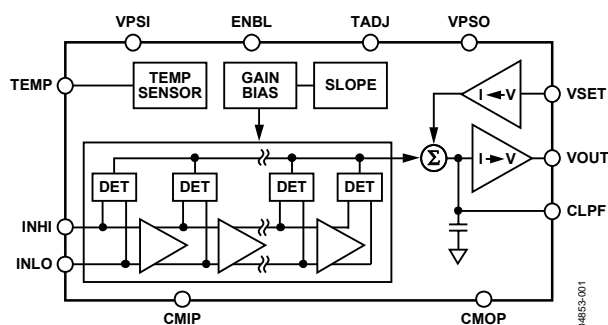 VPSI ENBL TADJ VPSO
TEMP
TEMP
SENSOR
GAIN
BIAS
SLOPE
I V
VSET
Σ
I V
VOUT
DET DET DET DET
CLPF
INHI
INLO
CMIP CMOP
04853-001